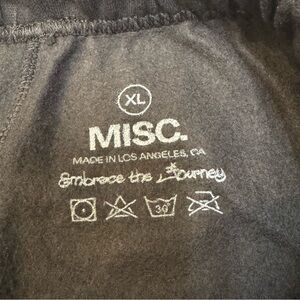 XL
MISC.
MADE IN LOS ANGELES, CA
Embrace the Journey
30